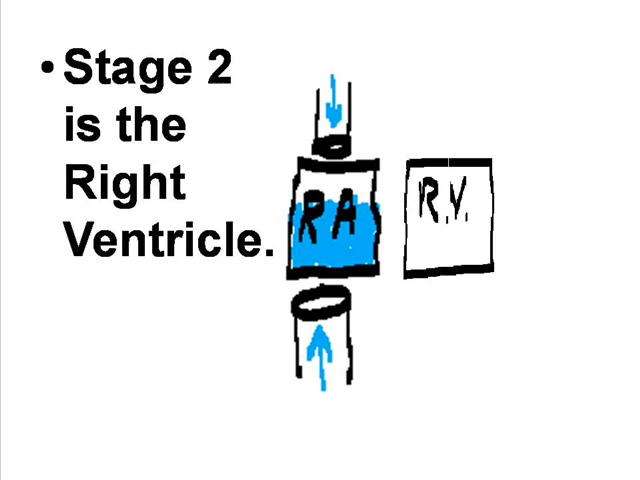 • Stage 2
is the
Right
Ventricle.
RA
R.V.